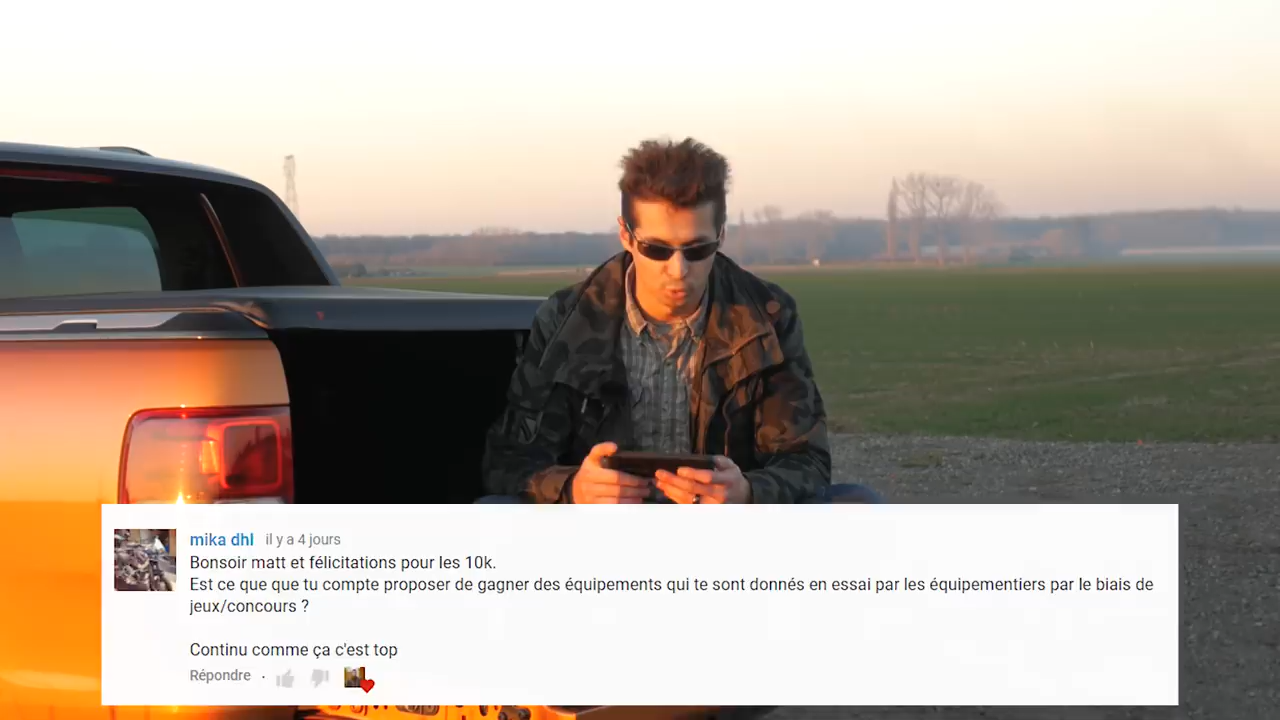 mika dhl il y a 4 jours
Bonsoir matt et félicitations pour les 10k.
Est ce que que tu compte proposer de gagner des équipements qui te sont donnés en essai par les équipementiers par le biais de
jeux/concours ?
Continu comme ça c'est top
Répondre